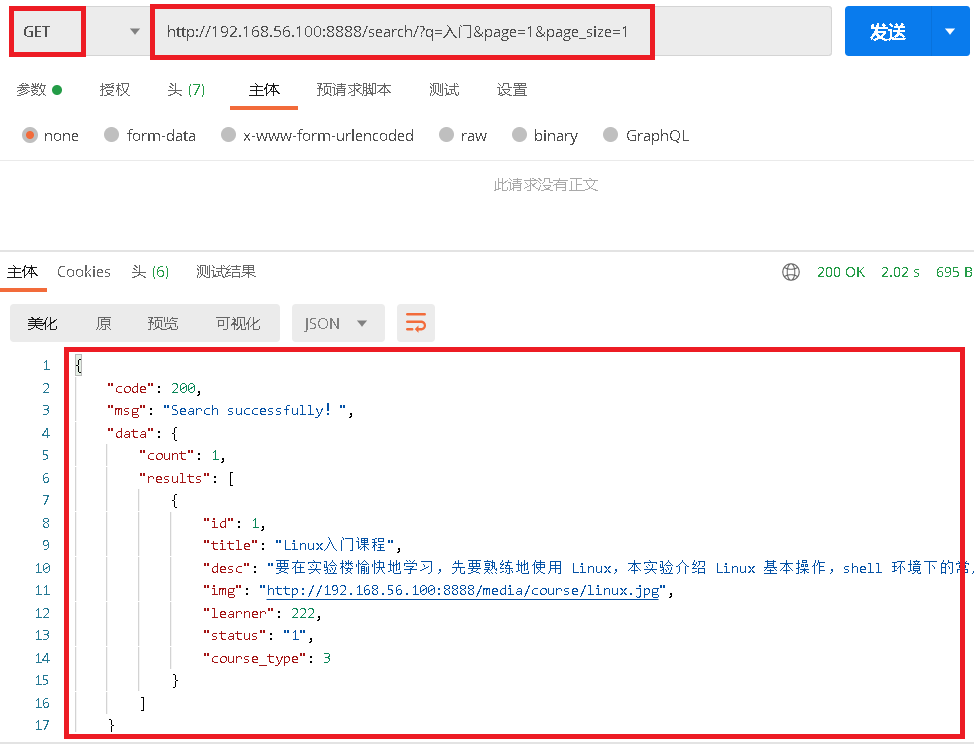 GET http://192.168.56.100:8888/search/?q=入门&page=1&page_size=1 发送
参数 授权 头 (7) 主体 预请求脚本 测试 设置
none form-data x-www-form-urlencoded raw binary GraphQL
此请求没有正文
主体 Cookies 头 (6) 测试结果 200 OK 2.02 s 695 B
美化 原 预览 可视化 JSON
1 {
2 "code": 200,
3 "msg": "Search successfully！",
4 "data": {
5 "count": 1,
6 "results": [
7 {
8 "id": 1,
9 "title": "Linux入门课程",
10 "desc": "要在实验楼愉快地学习，先要熟练地使用 Linux，本实验介绍 Linux 基本操作，shell 环境下的常
11 "img": "http://192.168.56.100:8888/media/course/linux.jpg",
12 "learner": 222,
13 "status": "1",
14 "course_type": 3
15 }
16 ]
17 }